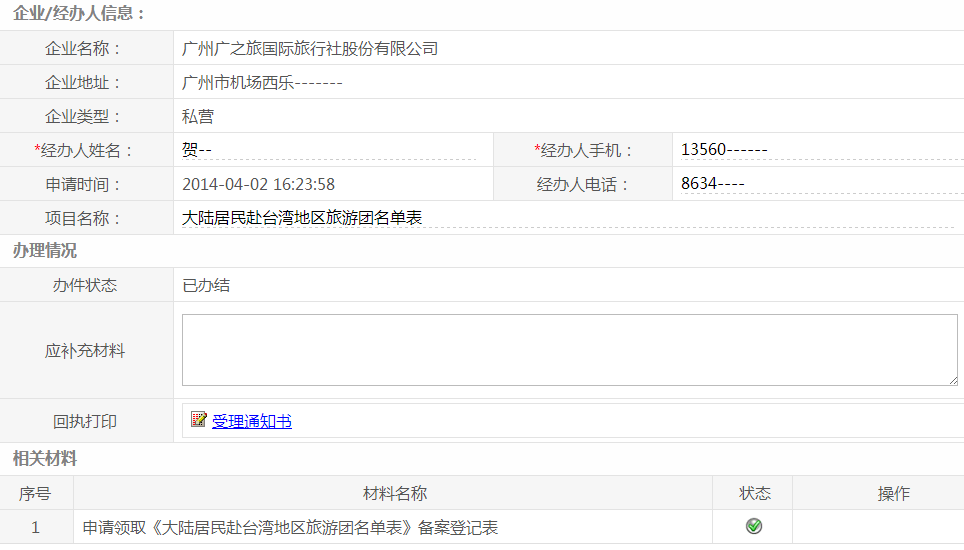 企业/经办人信息：
企业名称： 广州广之旅国际旅行社股份有限公司
企业地址： 广州市机场西乐-------
企业类型： 私营
*经办人姓名： 贺-- *经办人手机： 13560------
申请时间： 2014-04-02 16:23:58 经办人电话： 8634----
项目名称： 大陆居民赴台湾地区旅游团名单表
办理情况
办件状态 已办结
应补充材料
回执打印 受理通知书
相关材料
序号 材料名称 状态 操作
1 申请领取《大陆居民赴台湾地区旅游团名单表》备案登记表